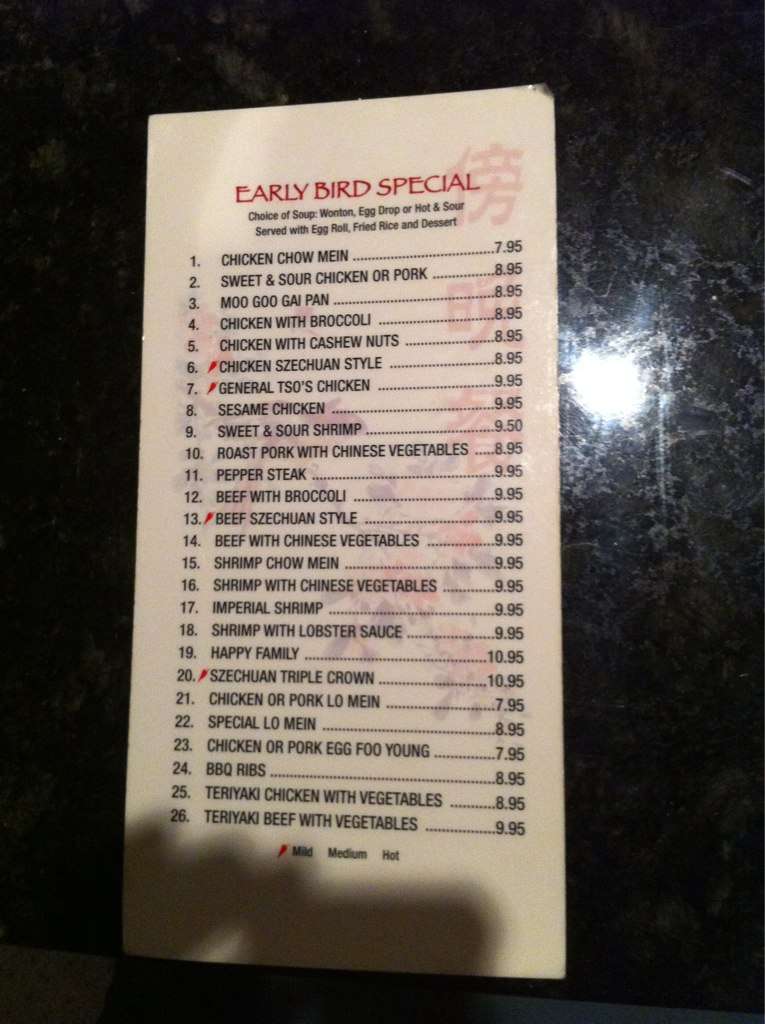 EARLY BIRD SPECIAL
Choice of Soup: Wonton, Egg Drop or Hot & Sour
Served with Egg Roll, Fried Rice and Dessert
1. CHICKEN CHOW MEIN ....................................7.95
2. SWEET & SOUR CHICKEN OR PORK ................8.95
3. MOO GOO GAI PAN .........................................8.95
4. CHICKEN WITH BROCCOLI ..............................8.95
5. CHICKEN WITH CASHEW NUTS ........................8.95
6. CHICKEN SZECHUAN STYLE ............................8.95
7. GENERAL TSO'S CHICKEN ...............................9.95
8. SESAME CHICKEN ..........................................9.95
9. SWEET & SOUR SHRIMP .................................9.50
10. ROAST PORK WITH CHINESE VEGETABLES .....8.95
11. PEPPER STEAK ................................................9.95
12. BEEF WITH BROCCOLI ......................................9.95
13. BEEF SZECHUAN STYLE ..................................9.95
14. BEEF WITH CHINESE VEGETABLES .................9.95
15. SHRIMP CHOW MEIN .......................................9.95
16. SHRIMP WITH CHINESE VEGETABLES .............9.95
17. IMPERIAL SHRIMP ...........................................9.95
18. SHRIMP WITH LOBSTER SAUCE .......................9.95
19. HAPPY FAMILY ................................................10.95
20. SZECHUAN TRIPLE CROWN .............................10.95
21. CHICKEN OR PORK LO MEIN ............................7.95
22. SPECIAL LO MEIN ............................................8.95
23. CHICKEN OR PORK EGG FOO YOUNG ...............7.95
24. BBQ RIBS .........................................................8.95
25. TERIYAKI CHICKEN WITH VEGETABLES ...........8.95
26. TERIYAKI BEEF WITH VEGETABLES .................9.95
Mild Medium Hot